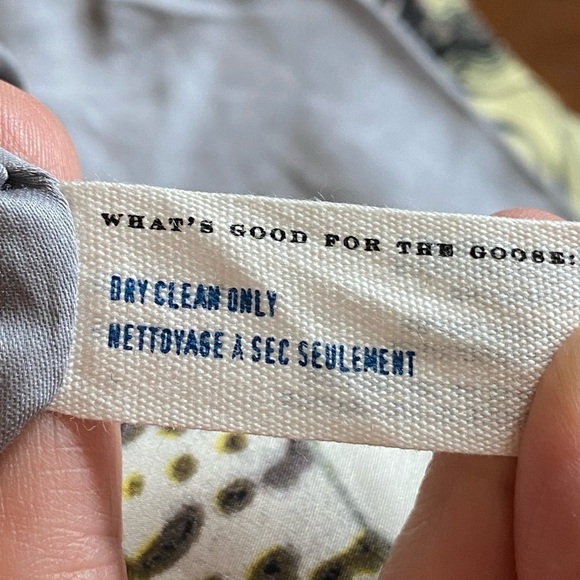 WHAT'S GOOD FOR THE GOOSE:
DRY CLEAN ONLY
NETTOYAGE A SEC SEULEMENT